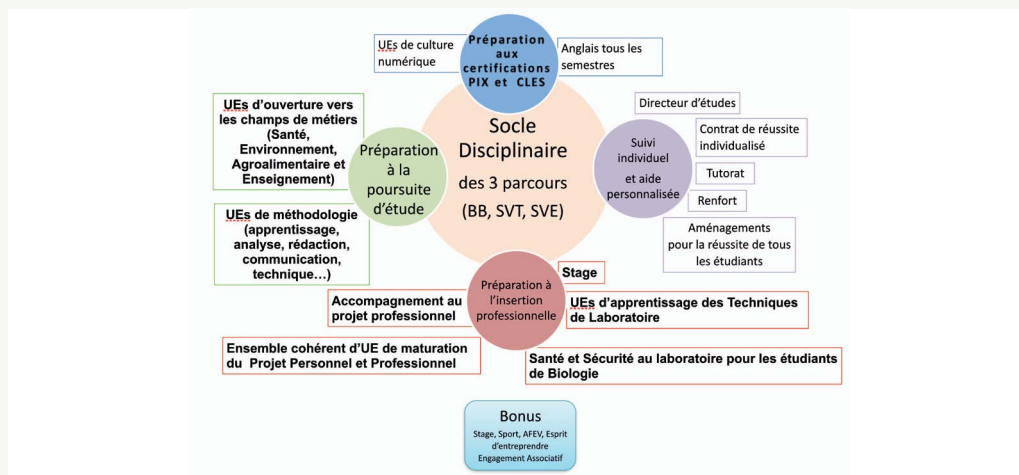 UEs de culture
numérique
Préparation
aux
certifications
PIX et CLES
Anglais tous les
semestres
UEs d'ouverture vers
les champs de métiers
(Santé,
Environnement,
Agroalimentaire et
Enseignement)
UEs de méthodologie
(apprentissage,
analyse, rédaction,
communication,
technique...)
Préparation
à la
poursuite
d'étude
Socle
Disciplinaire
des 3 parcours
(BB, SVT, SVE)
Suivi
individuel
et aide
personnalisée
Directeur d'études
Contrat de réussite
individualisé
Tutorat
Renfort
Aménagements
pour la réussite de tous
les étudiants
Préparation à
l'insertion
professionnelle
Stage
Accompagnement au
projet professionnel
UEs d'apprentissage des Techniques
de Laboratoire
Ensemble cohérent d'UE de maturation
du Projet Personnel et Professionnel
Santé et Sécurité au laboratoire pour les étudiants
de Biologie
Bonus
Stage, Sport, AFEV, Esprit
d'entreprendre
Engagement Associatif